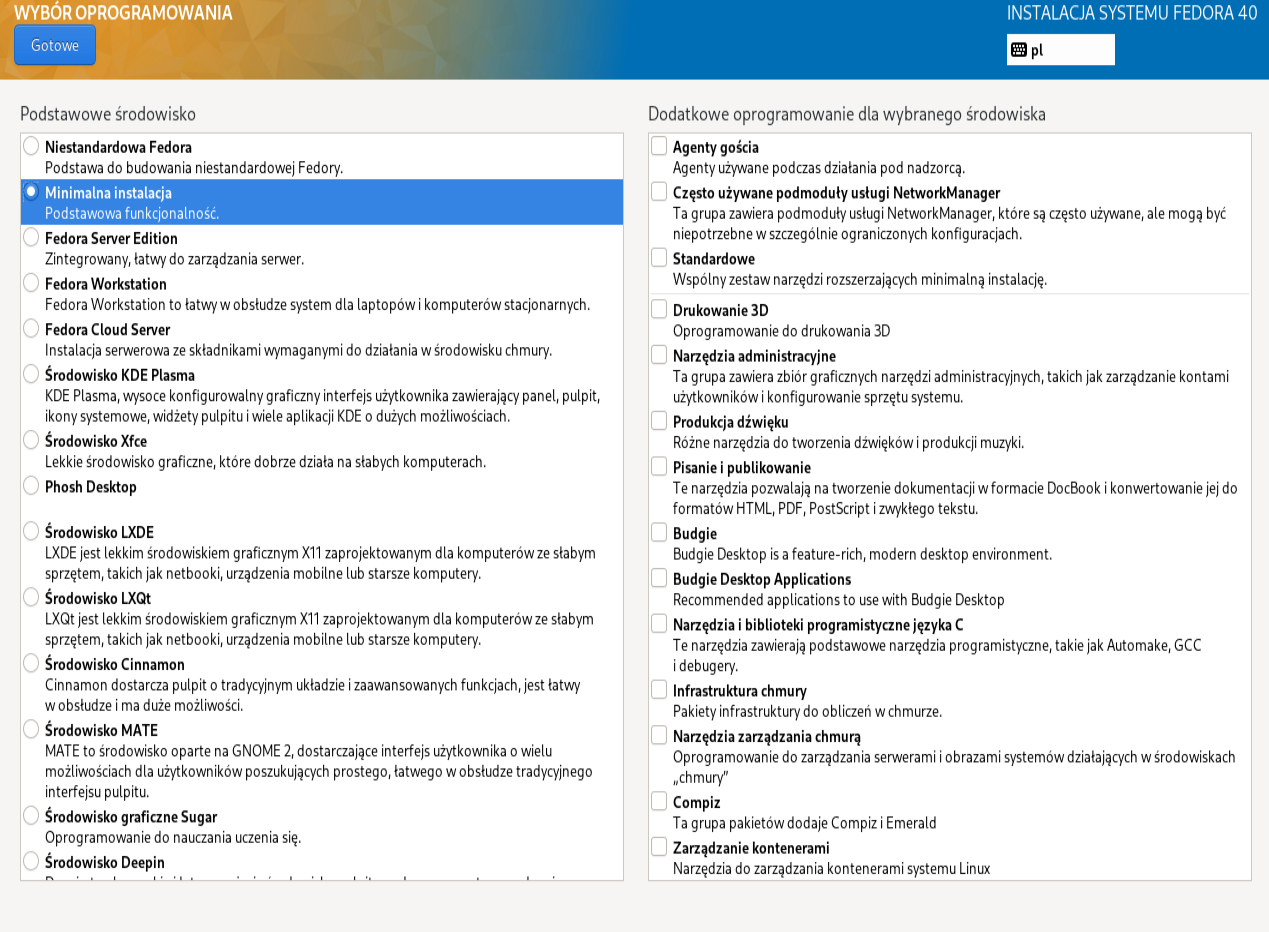 WYBÓR OPROGRAMOWANIA
Gotowe
INSTALACJA SYSTEMU FEDORA 40
pl
Podstawowe środowisko
Niestandardowa Fedora
Podstawa do budowania niestandardowej Fedory.
Minimalna instalacja
Podstawowa funkcjonalność.
Fedora Server Edition
Zintegrowany, łatwy do zarządzania serwer.
Fedora Workstation
Fedora Workstation to łatwy w obsłudze system dla laptopów i komputerów stacjonarnych.
Fedora Cloud Server
Instalacja serwerowa ze składnikami wymaganymi do działania w środowisku chmury.
Środowisko KDE Plasma
KDE Plasma, wysoce konfigurowalny graficzny interfejs użytkownika zawierający panel, pulpit,
ikony systemowe, widżety pulpitu i wiele aplikacji KDE o dużych możliwościach.
Środowisko Xfce
Lekkie środowisko graficzne, które dobrze działa na słabych komputerach.
Phosh Desktop
Środowisko LXDE
LXDE jest lekkim środowiskiem graficznym X11 zaprojektowanym dla komputerów ze słabym
sprzętem, takich jak netbooki, urządzenia mobilne lub starsze komputery.
Środowisko LXQt
LXQt jest lekkim środowiskiem graficznym X11 zaprojektowanym dla komputerów ze słabym
sprzętem, takich jak netbooki, urządzenia mobilne lub starsze komputery.
Środowisko Cinnamon
Cinnamon dostarcza pulpit o tradycyjnym układzie i zaawansowanych funkcjach, jest łatwy
w obsłudze i ma duże możliwości.
Środowisko MATE
MATE to środowisko oparte na GNOME 2, dostarczające interfejs użytkownika o wielu
możliwościach dla użytkowników poszukujących prostego, łatwego w obsłudze tradycyjnego
interfejsu pulpitu.
Środowisko graficzne Sugar
Oprogramowanie do nauczania uczenia się.
Środowisko Deepin
Dodatkowe oprogramowanie dla wybranego środowiska
Agenty gościa
Agenty używane podczas działania pod nadzorcą.
Często używane podmoduły usługi NetworkManager
Ta grupa zawiera podmoduły usługi NetworkManager, które są często używane, ale mogą być
niepotrzebne w szczególnie ograniczonych konfiguracjach.
Standardowe
Wspólny zestaw narzędzi rozszerzających minimalną instalację.
Drukowanie 3D
Oprogramowanie do drukowania 3D
Narzędzia administracyjne
Ta grupa zawiera zbiór graficznych narzędzi administracyjnych, takich jak zarządzanie kontami
użytkowników i konfigurowanie sprzętu systemu.
Produkcja dźwięku
Różne narzędzia do tworzenia dźwięków i produkcji muzyki.
Pisanie i publikowanie
Te narzędzia pozwalają na tworzenie dokumentacji w formacie DocBook i konwertowanie jej do
formatów HTML, PDF, PostScript i zwykłego tekstu.
Budgie
Budgie Desktop is a feature-rich, modern desktop environment.
Budgie Desktop Applications
Recommended applications to use with Budgie Desktop
Narzędzia i biblioteki programistyczne języka C
Te narzędzia zawierają podstawowe narzędzia programistyczne, takie jak Automake, GCC
i debugery.
Infrastruktura chmury
Pakiety infrastruktury do obliczeń w chmurze.
Narzędzia zarządzania chmurą
Oprogramowanie do zarządzania serwerami i obrazami systemów działających w środowiskach
„chmury”
Compiz
Ta grupa pakietów dodaje Compiz i Emerald
Zarządzanie kontenerami
Narzędzia do zarządzania kontenerami systemu Linux